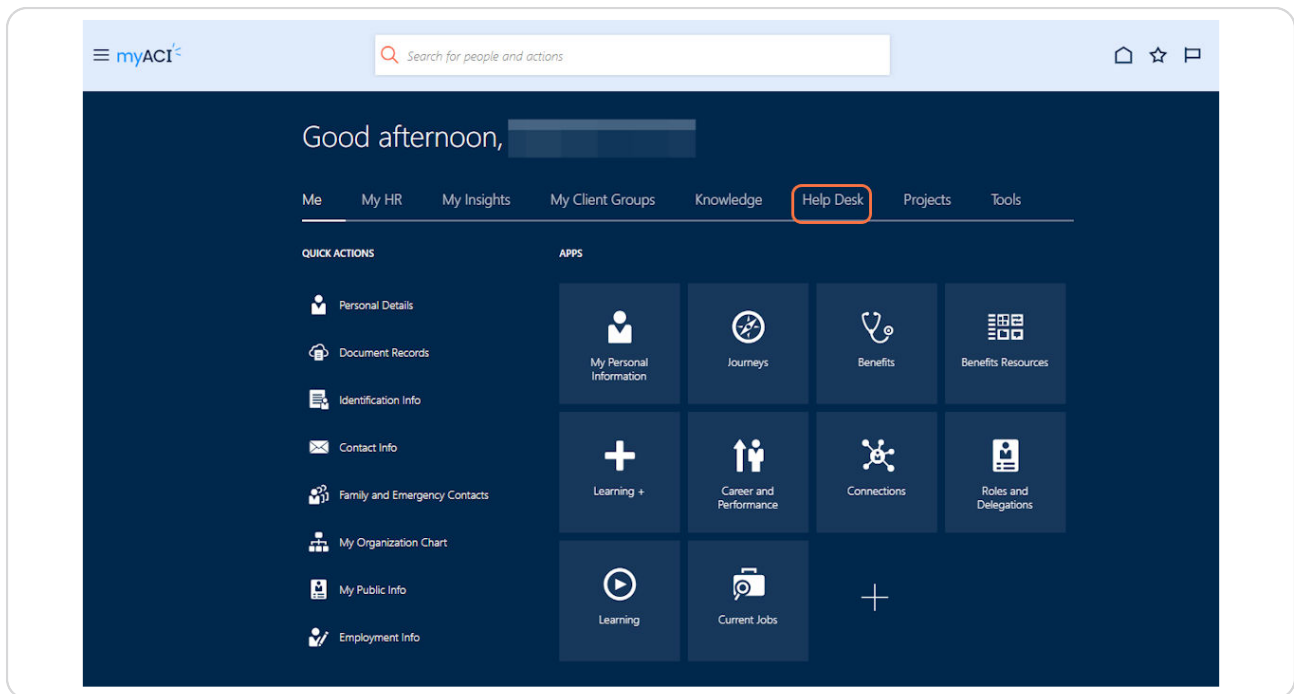 myACI
Search for people and actions
Good afternoon,
Me My HR My Insights My Client Groups Knowledge Help Desk Projects Tools
QUICK ACTIONS
Personal Details
Document Records
Identification Info
Contact Info
Family and Emergency Contacts
My Organization Chart
My Public Info
Employment Info
APPS
My Personal
Information
Journeys
Benefits
Benefits Resources
Learning +
Career and
Performance
Connections
Roles and
Delegations
Learning
Current Jobs